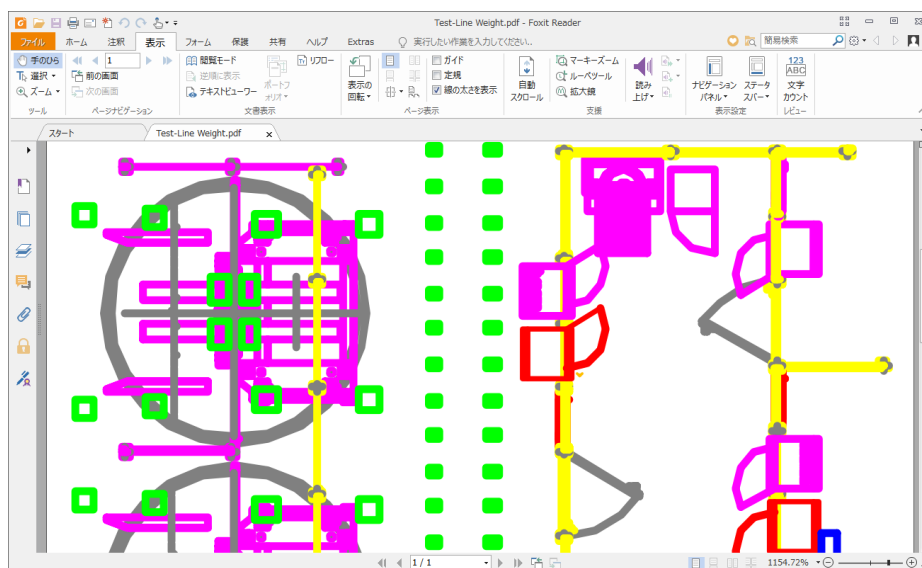 Test-Line Weight.pdf - Foxit Reader
ファイル ホーム 注釈 表示 フォーム 保護 共有 ヘルプ Extras 実行したい作業を入力してください.. 簡易検索
手のひら 1 閲覧モード リフロー ガイド マーキーズーム 123
選択 前の画面 逆順に表示 ポートフ 表示の 定規 自動 ルーペツール 読み ナビゲーション ステータ ABC 文字
ズーム 次の画面 テキストビューワー ォリオ 回転 線の太さを表示 スクロール 拡大鏡 上げ パネル スバー カウント
ツール ページナビゲーション 文書表示 ページ表示 支援 表示設定 レビュー
スタート Test-Line Weight.pdf x
1 / 1 1154.72%